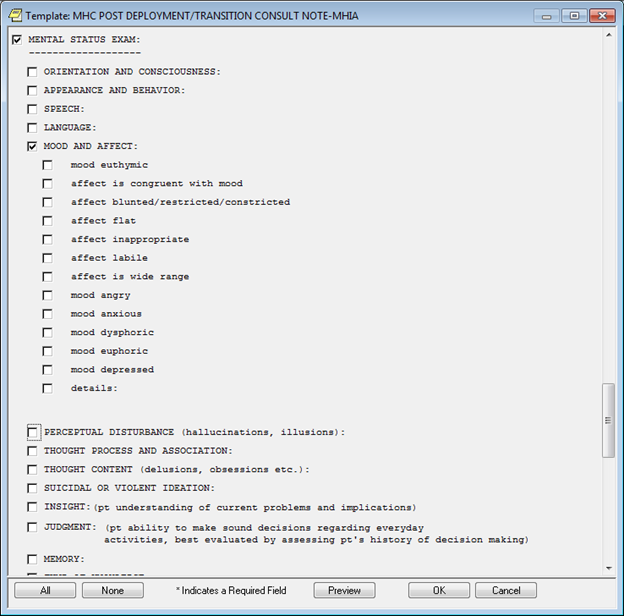 Template: MHC POST DEPLOYMENT/TRANSITION CONSULT NOTE-MHIA
MENTAL STATUS EXAM:
-------------------
ORIENTATION AND CONSCIOUSNESS:
APPEARANCE AND BEHAVIOR:
SPEECH:
LANGUAGE:
MOOD AND AFFECT:
mood euthymic
affect is congruent with mood
affect blunted/restricted/constricted
affect flat
affect inappropriate
affect labile
affect is wide range
mood angry
mood anxious
mood dysphoric
mood euphoric
mood depressed
details:
PERCEPTUAL DISTURBANCE (hallucinations, illusions):
THOUGHT PROCESS AND ASSOCIATION:
THOUGHT CONTENT (delusions, obsessions etc.):
SUICIDAL OR VIOLENT IDEATION:
INSIGHT:(pt understanding of current problems and implications)
JUDGMENT: (pt ability to make sound decisions regarding everyday
activities, best evaluated by assessing pt's history of decision making)
MEMORY:
All None * Indicates a Required Field Preview OK Cancel